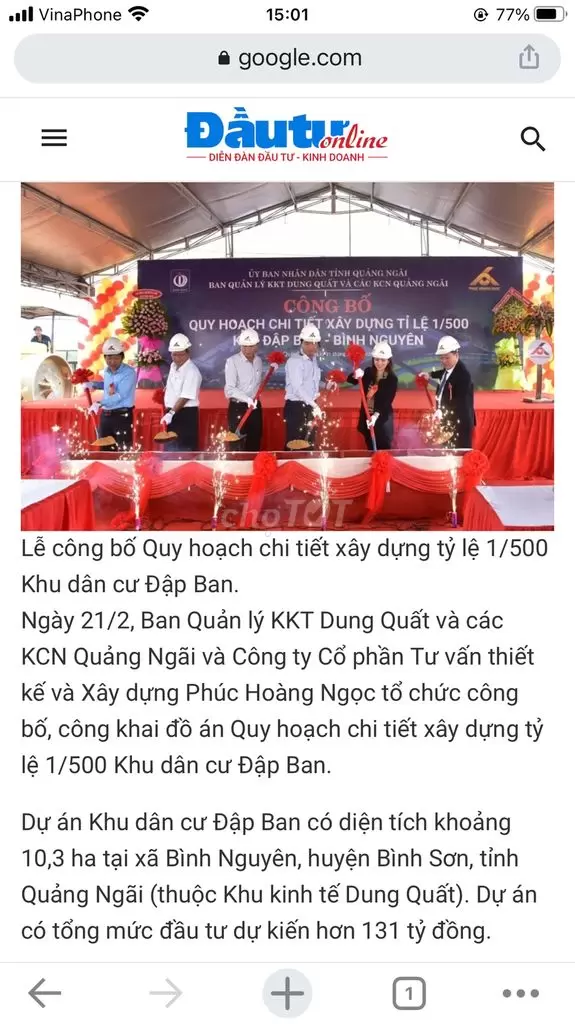 VinaPhone
15:01
77%
google.com
Đầu tư online
DIỄN ĐÀN ĐẦU TƯ - KINH DOANH
ỦY BAN NHÂN DÂN TỈNH QUẢNG NGÃI
BAN QUẢN LÝ KKT DUNG QUẤT VÀ CÁC KCN QUẢNG NGÃI
CÔNG BỐ
QUY HOẠCH CHI TIẾT XÂY DỰNG TỈ LỆ 1/500
ĐẬP - BÌNH NGUYÊN
chợTỐT
Lễ công bố Quy hoạch chi tiết xây dựng tỷ lệ 1/500
Khu dân cư Đập Ban.
Ngày 21/2, Ban Quản lý KKT Dung Quất và các
KCN Quảng Ngãi và Công ty Cổ phần Tư vấn thiết
kế và Xây dựng Phúc Hoàng Ngọc tổ chức công
bố, công khai đồ án Quy hoạch chi tiết xây dựng tỷ
lệ 1/500 Khu dân cư Đập Ban.
Dự án Khu dân cư Đập Ban có diện tích khoảng
10,3 ha tại xã Bình Nguyên, huyện Bình Sơn, tỉnh
Quảng Ngãi (thuộc Khu kinh tế Dung Quất). Dự án
có tổng mức đầu tư dự kiến hơn 131 tỷ đồng.
1